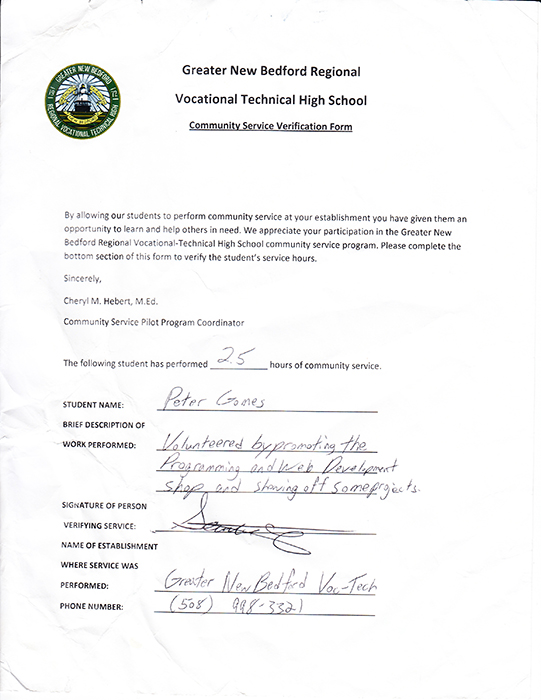 GREATER NEW BEDFORD
REGIONAL VOCATIONAL TECHNICAL HIGH
Greater New Bedford Regional
Vocational Technical High School
Community Service Verification Form
By allowing our students to perform community service at your establishment you have given them an
opportunity to learn and help others in need. We appreciate your participation in the Greater New
Bedford Regional Vocational-Technical High School community service program. Please complete the
bottom section of this form to verify the student's service hours.
Sincerely,
Cheryl M. Hebert, M.Ed.
Community Service Pilot Program Coordinator
The following student has performed 2.5 hours of community service.
STUDENT NAME: Peter Gomes
BRIEF DESCRIPTION OF
WORK PERFORMED: Volunteered by promoting the
Programming and Web Development
shop and showing off some projects.
SIGNATURE OF PERSON
VERIFYING SERVICE:
NAME OF ESTABLISHMENT
WHERE SERVICE WAS
PERFORMED: Greater New Bedford Voc-Tech
PHONE NUMBER: (508) 998-3321